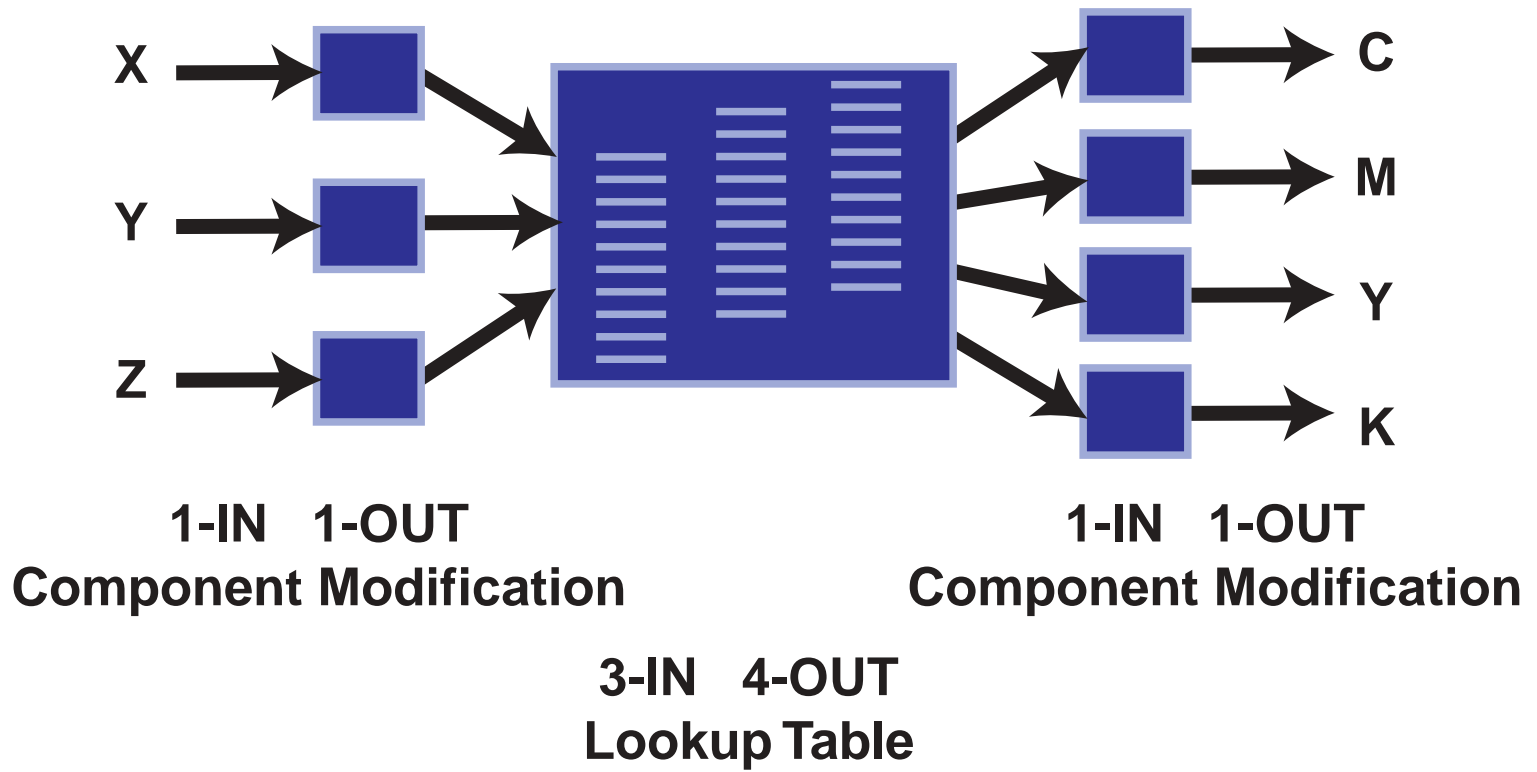 X
Y
Z
C
M
Y
K
1-IN 1-OUT
Component Modification
1-IN 1-OUT
Component Modification
3-IN 4-OUT
Lookup Table